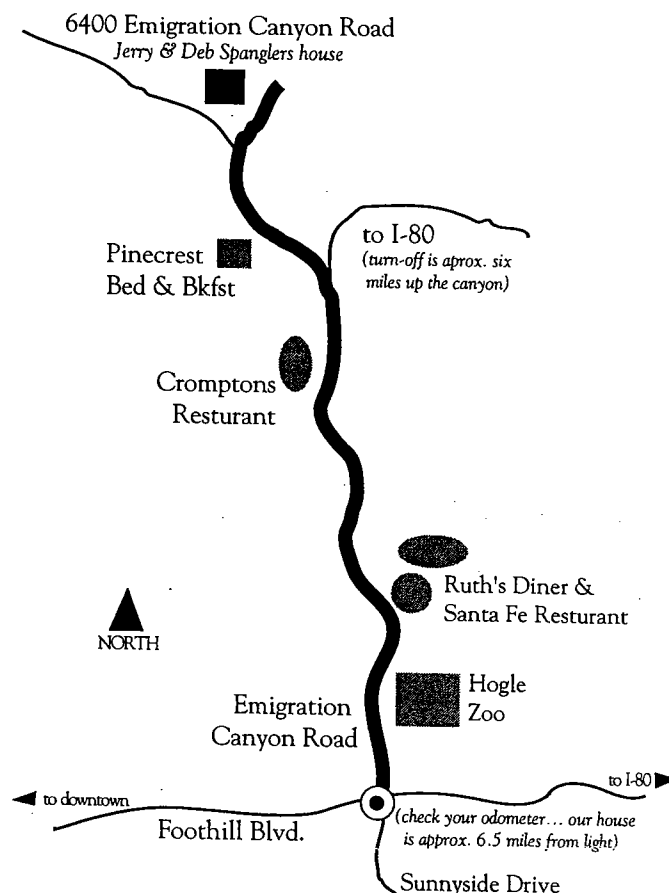 6400 Emigration Canyon Road
Jerry & Deb Spanglers house
to I-80
(turn-off is aprox. six
miles up the canyon)
Pinecrest
Bed & Bkfst
Cromptons
Resturant
Ruth's Diner &
Santa Fe Resturant
NORTH
Hogle
Zoo
Emigration
Canyon Road
to I-80
to downtown
(check your odometer... our house
is approx. 6.5 miles from light)
Foothill Blvd.
Sunnyside Drive